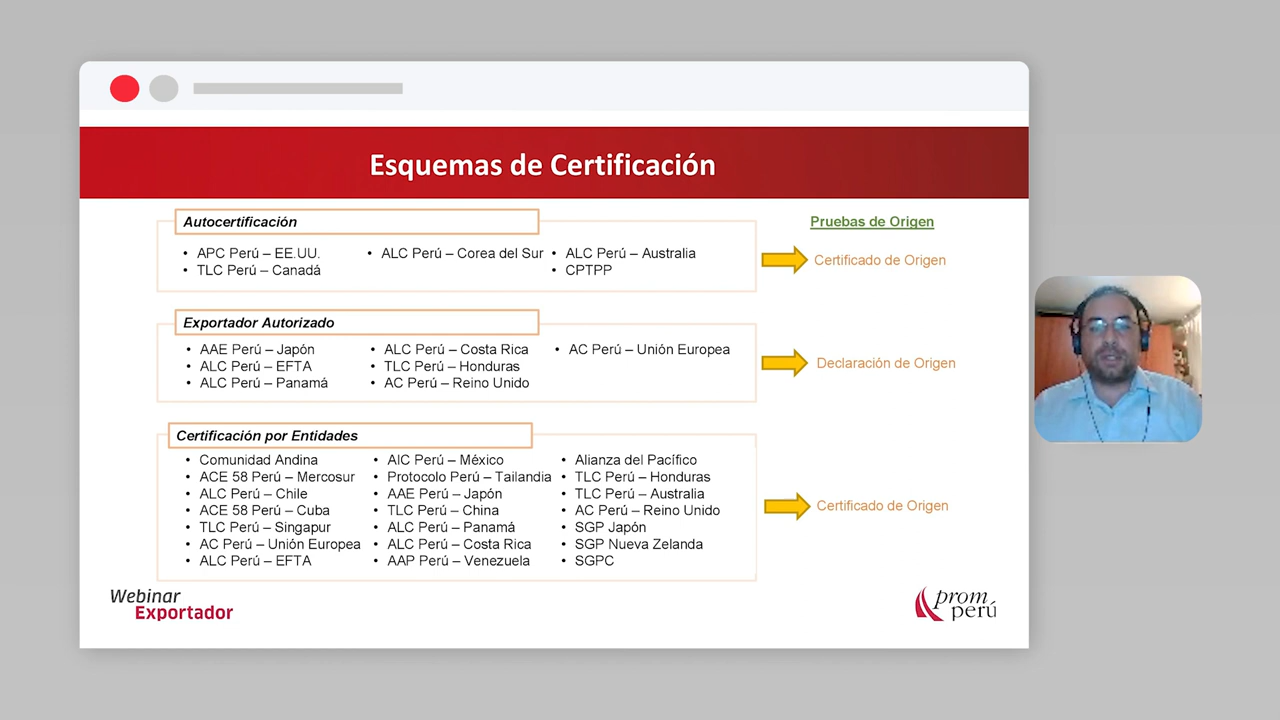 Esquemas de Certificación
Autocertificación
Pruebas de Origen
• APC Perú – EE.UU.
• TLC Perú – Canadá
• ALC Perú – Corea del Sur
• ALC Perú – Australia
• CPTPP
Certificado de Origen
Exportador Autorizado
• AAE Perú – Japón
• ALC Perú – EFTA
• ALC Perú – Panamá
• ALC Perú – Costa Rica
• TLC Perú – Honduras
• AC Perú – Reino Unido
• AC Perú – Unión Europea
Declaración de Origen
Certificación por Entidades
• Comunidad Andina
• ACE 58 Perú – Mercosur
• ALC Perú – Chile
• ACE 58 Perú – Cuba
• TLC Perú – Singapur
• AC Perú – Unión Europea
• ALC Perú – EFTA
• AIC Perú – México
• Protocolo Perú – Tailandia
• AAE Perú – Japón
• TLC Perú – China
• ALC Perú – Panamá
• ALC Perú – Costa Rica
• AAP Perú – Venezuela
• Alianza del Pacífico
• TLC Perú – Honduras
• TLC Perú – Australia
• AC Perú – Reino Unido
• SGP Japón
• SGP Nueva Zelanda
• SGPC
Certificado de Origen
Webinar
Exportador
prom
perú